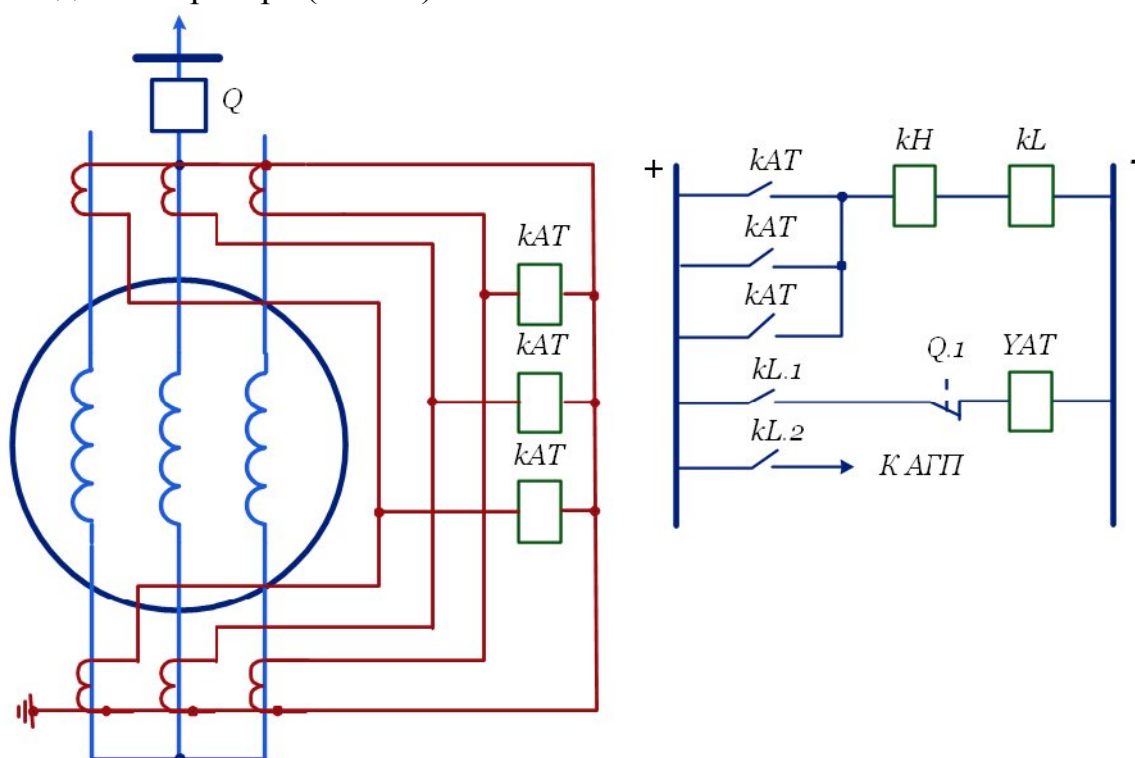 Q
kAT
kAT
kAT
+
-
kAT
kAT
kAT
kH
kL
kL.1
Q.1
YAT
kL.2
К АГП